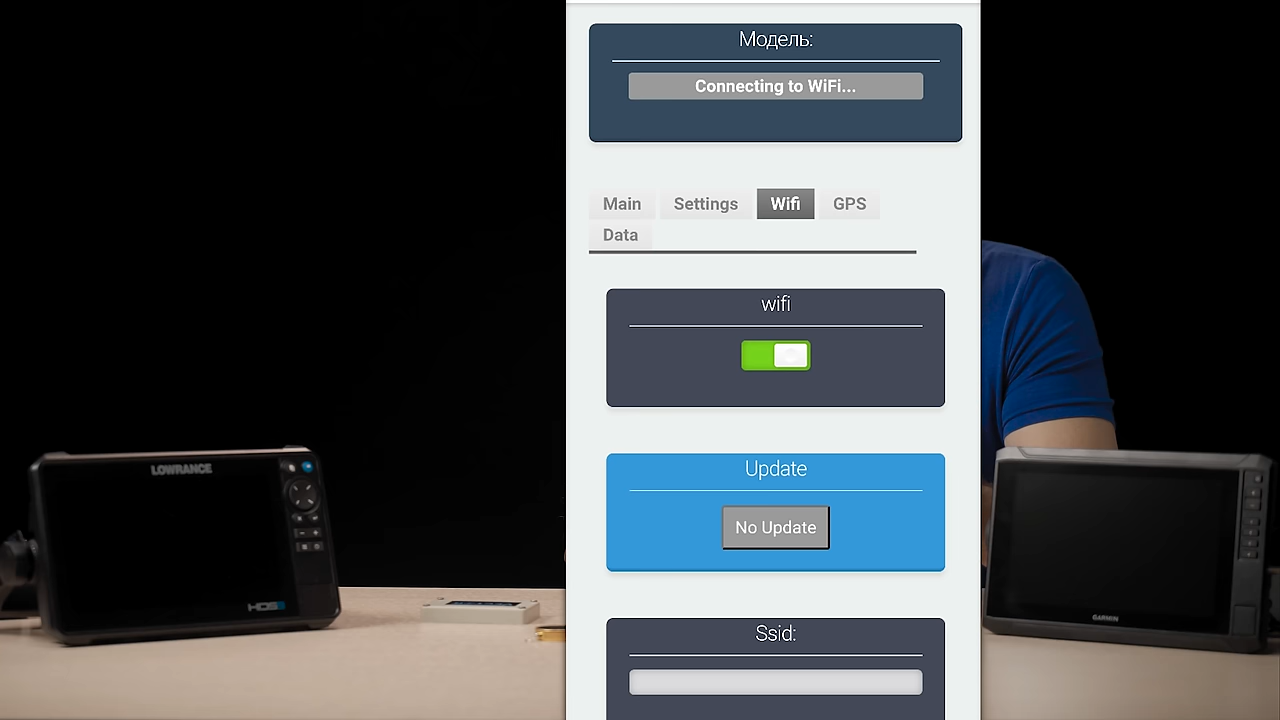 Модель:
Connecting to WiFi...
Main
Settings
Wifi
GPS
Data
wifi
Update
No Update
Ssid:
LOWRANCE
HDS
GARMIN